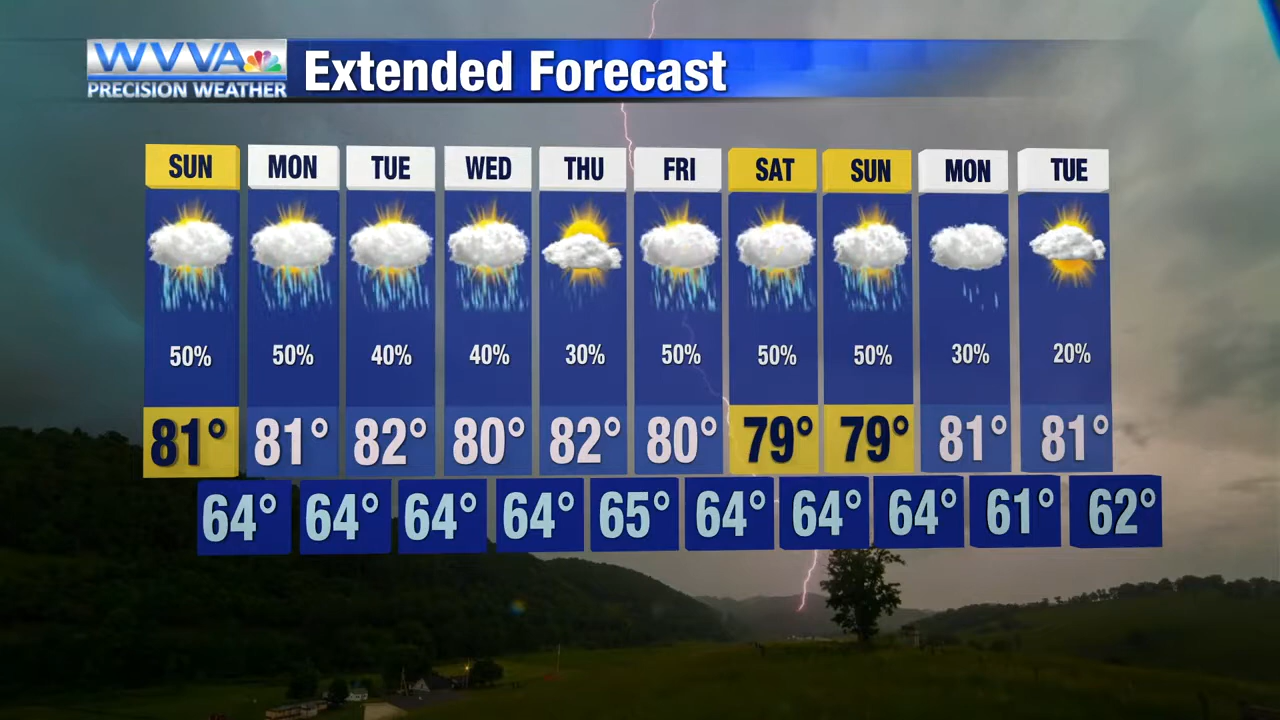 WVVA
PRECISION WEATHER
Extended Forecast
SUN MON TUE WED THU FRI SAT SUN MON TUE
50% 50% 40% 40% 30% 50% 50% 50% 30% 20%
81° 81° 82° 80° 82° 80° 79° 79° 81° 81°
64° 64° 64° 64° 65° 64° 64° 64° 61° 62°